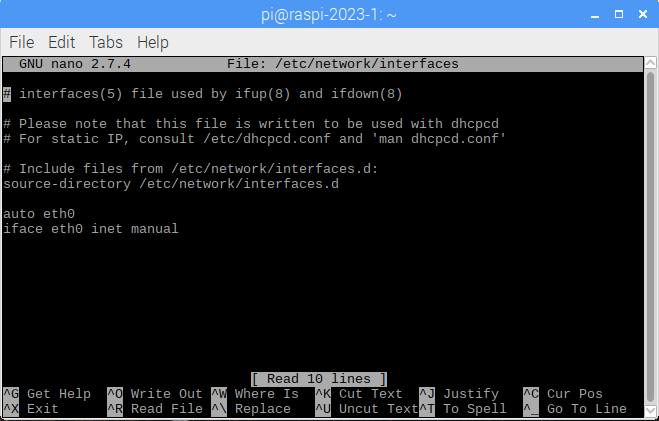 pi@raspi-2023-1: ~
File Edit Tabs Help
GNU nano 2.7.4 File: /etc/network/interfaces
# interfaces(5) file used by ifup(8) and ifdown(8)
# Please note that this file is written to be used with dhcpcd
# For static IP, consult /etc/dhcpcd.conf and 'man dhcpcd.conf'
# Include files from /etc/network/interfaces.d:
source-directory /etc/network/interfaces.d
auto eth0
iface eth0 inet manual
[ Read 10 lines ]
^G Get Help ^O Write Out ^W Where Is ^K Cut Text ^J Justify ^C Cur Pos
^X Exit ^R Read File ^\ Replace ^U Uncut Text ^T To Spell ^_ Go To Line